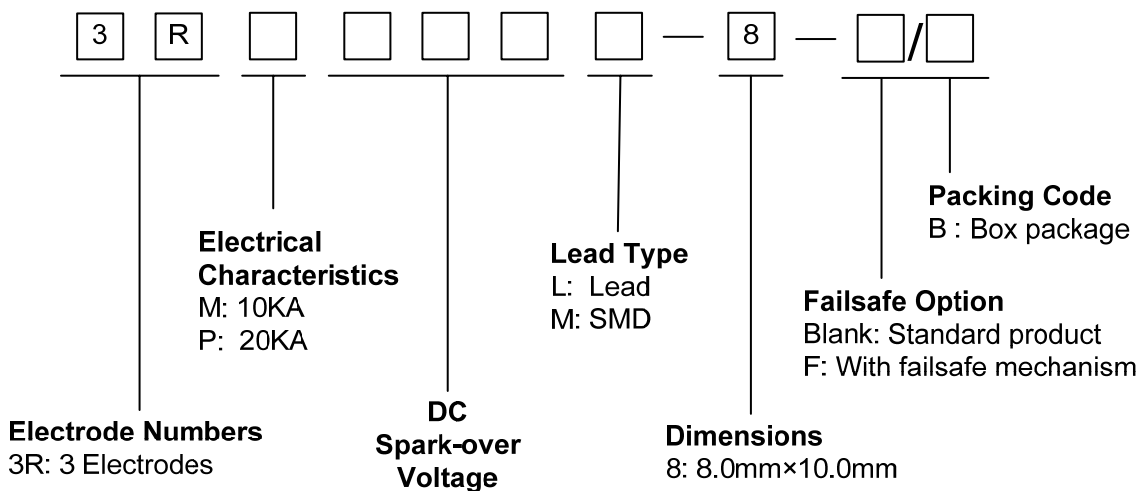 3 R — 8 — /
Packing Code
B : Box package
Electrical
Characteristics
M: 10KA
P: 20KA
Lead Type
L: Lead
M: SMD
Failsafe Option
Blank: Standard product
F: With failsafe mechanism
Electrode Numbers
3R: 3 Electrodes
DC
Spark-over
Voltage
Dimensions
8: 8.0mm×10.0mm